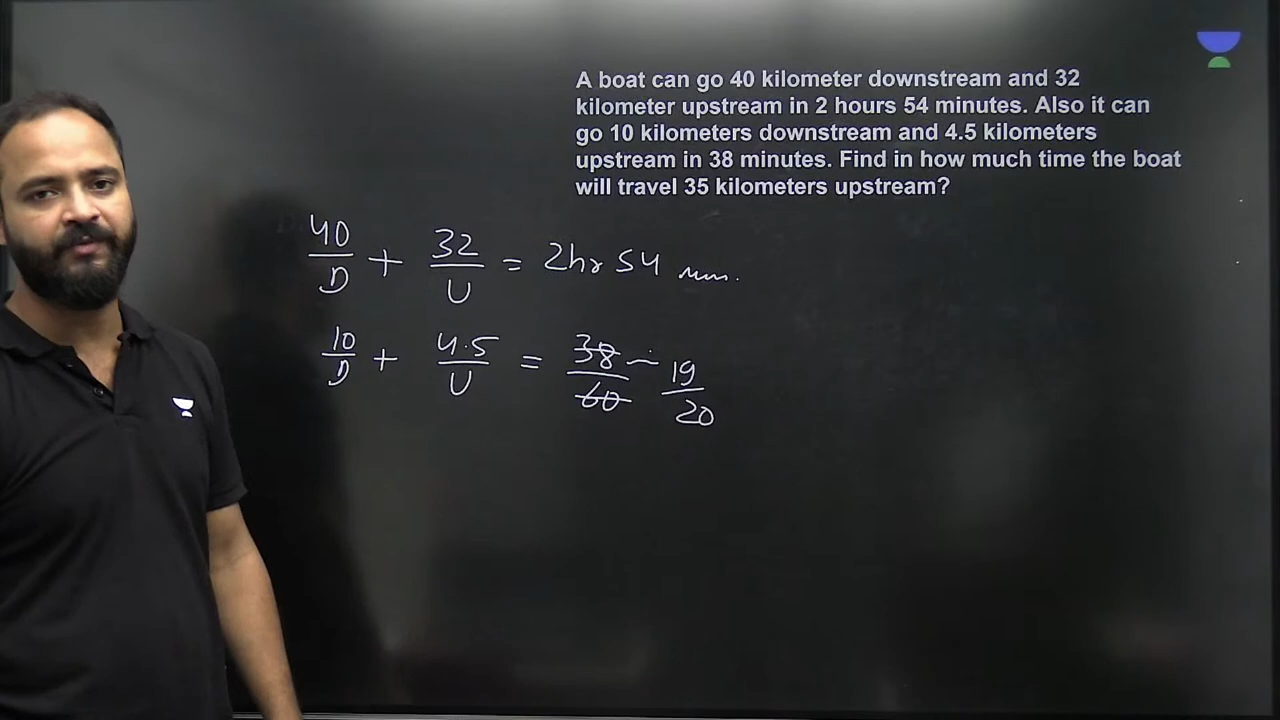 A boat can go 40 kilometer downstream and 32
kilometer upstream in 2 hours 54 minutes. Also it can
go 10 kilometers downstream and 4.5 kilometers
upstream in 38 minutes. Find in how much time the boat
will travel 35 kilometers upstream?
40/D + 32/U = 2hr 54 min.
10/D + 4.5/U = 38/60 19/20